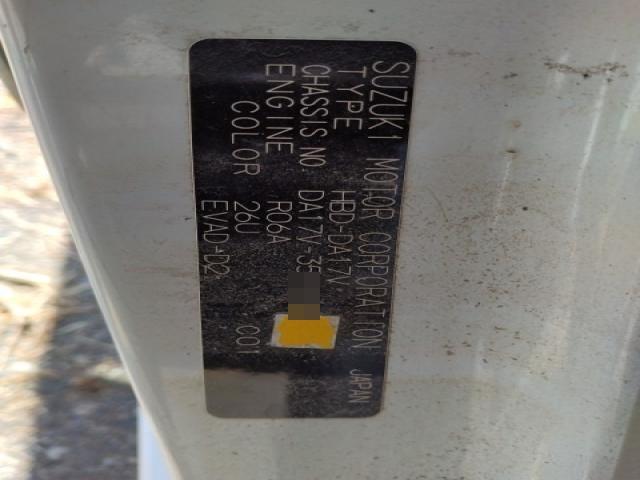 SUZUKI MOTOR CORPORATION JAPAN
TYPE HBD-DA17V
CHASSIS NO DA17V-35
ENGINE R06A
COLOR 26U 001
EVAD-D2